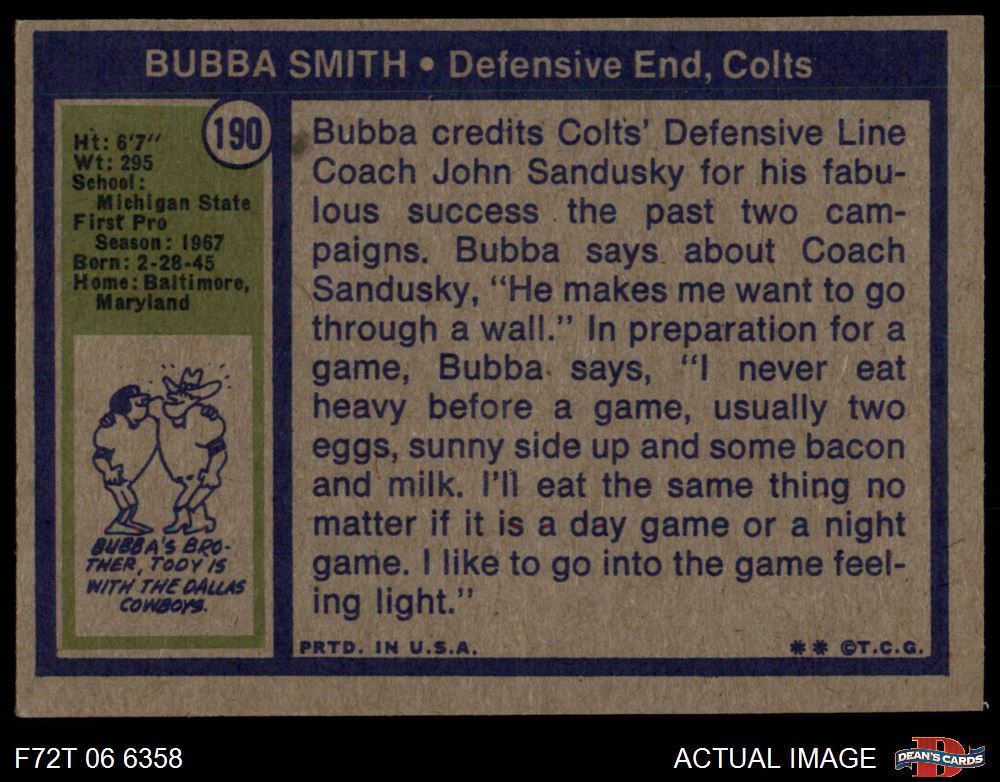 BUBBA SMITH • Defensive End, Colts
190
Ht: 6'7''
Wt: 295
School:
Michigan State
First Pro
Season: 1967
Born: 2-28-45
Home: Baltimore,
Maryland
BUBBA'S BRO-
THER, TODY IS
WITH THE DALLAS
COWBOYS.
Bubba credits Colts' Defensive Line
Coach John Sandusky for his fabu-
lous success the past two cam-
paigns. Bubba says about Coach
Sandusky, “He makes me want to go
through a wall.” In preparation for a
game, Bubba says, “I never eat
heavy before a game, usually two
eggs, sunny side up and some bacon
and milk. I'll eat the same thing no
matter if it is a day game or a night
game. I like to go into the game feel-
ing light.”
PRTD. IN U.S.A.
** ©T.C.G.
F72T 06 6358
ACTUAL IMAGE
D
DEAN'S CARDS